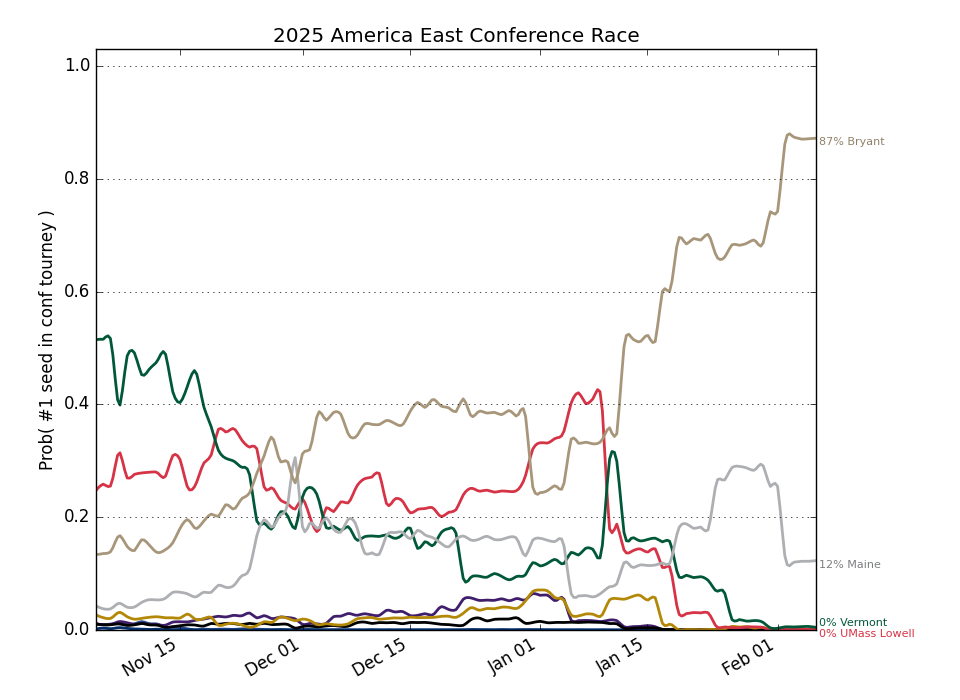 2025 America East Conference Race
Prob( #1 seed in conf tourney )
1.0
0.8
0.6
0.4
0.2
0.0
Nov 15
Dec 01
Dec 15
Jan 01
Jan 15
Feb 01
87% Bryant
12% Maine
0% Vermont
0% UMass Lowell